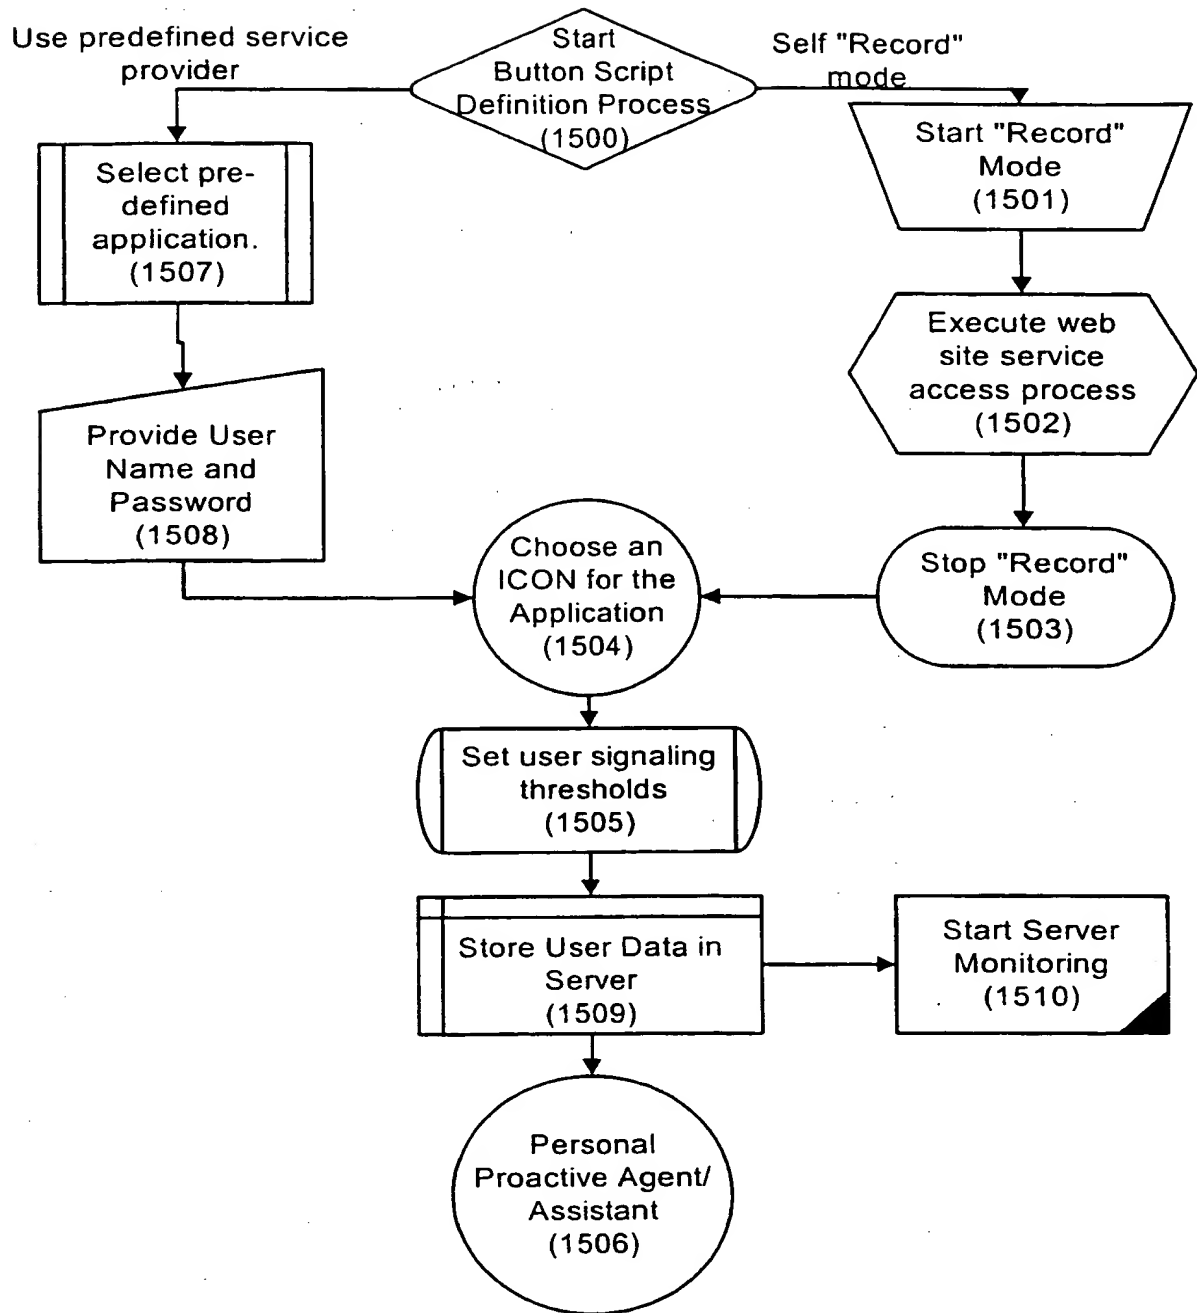 Use predefined service
provider
Start
Button Script
Definition Process
(1500)
Self "Record"
mode
Select pre-
defined
application.
(1507)
Start "Record"
Mode
(1501)
Execute web
site service
access process
(1502)
Provide User
Name and
Password
(1508)
Choose an
ICON for the
Application
(1504)
Stop "Record"
Mode
(1503)
Set user signaling
thresholds
(1505)
Store User Data in
Server
(1509)
Start Server
Monitoring
(1510)
Personal
Proactive Agent/
Assistant
(1506)